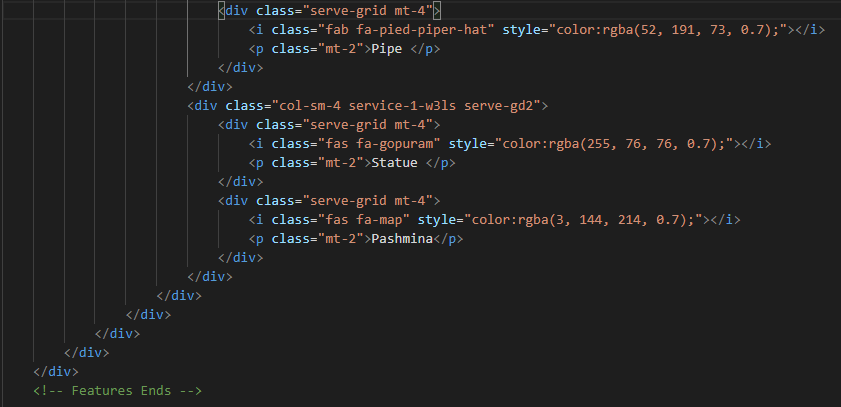 <div class="serve-grid mt-4">
<i class="fab fa-pied-piper-hat" style="color:rgba(52, 191, 73, 0.7);"></i>
<p class="mt-2">Pipe </p>
</div>
</div>
<div class="col-sm-4 service-1-w3ls serve-gd2">
<div class="serve-grid mt-4">
<i class="fas fa-gopuram" style="color:rgba(255, 76, 76, 0.7);"></i>
<p class="mt-2">Statue </p>
</div>
<div class="serve-grid mt-4">
<i class="fas fa-map" style="color:rgba(3, 144, 214, 0.7);"></i>
<p class="mt-2">Pashmina</p>
</div>
</div>
</div>
</div>
</div>
</div>
</div>
<!-- Features Ends -->